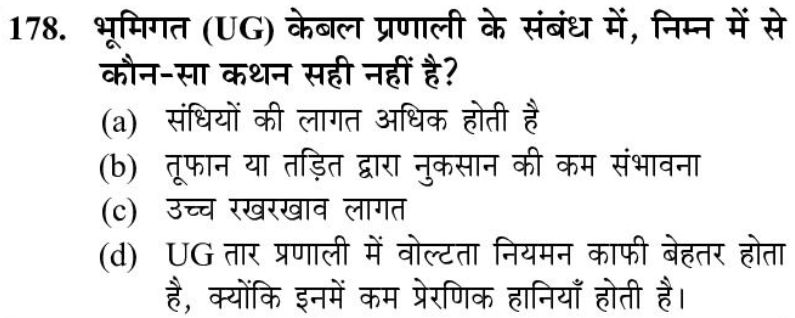 178. भूमिगत (UG) केबल प्रणाली के संबंध में, निम्न में से
कौन-सा कथन सही नहीं है?
(a) संधियों की लागत अधिक होती है
(b) तूफान या तड़ित द्वारा नुकसान की कम संभावना
(c) उच्च रखरखाव लागत
(d) UG तार प्रणाली में वोल्टता नियमन काफी बेहतर होता
है, क्योंकि इनमें कम प्रेरणिक हानियाँ होती है।